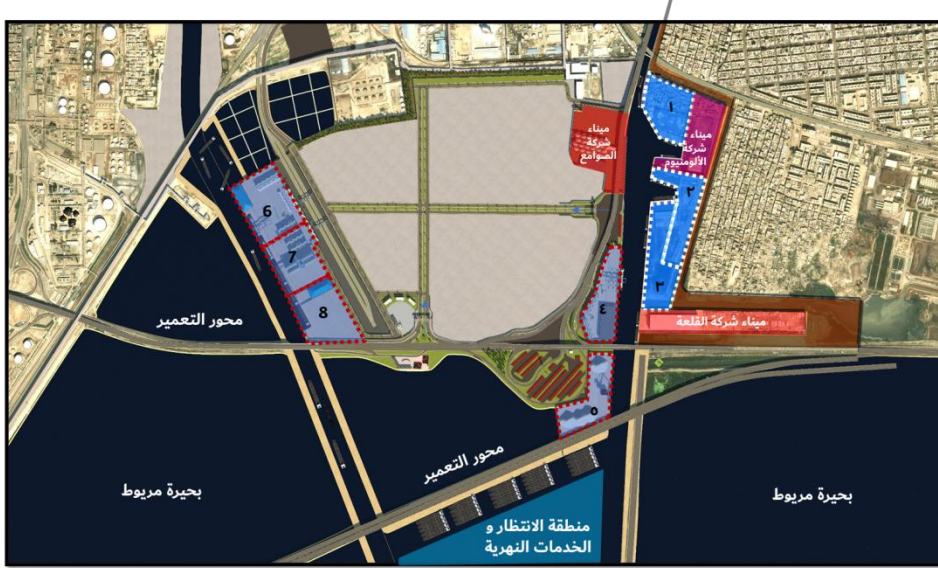 ١
ميناء
شركة
الألومنيوم
ميناء
شركة
الصوامع
٢
6
7
8
٣
٤
ميناء شركة القلعة
محور التعمير
٥
محور التعمير
بحيرة مريوط
بحيرة مريوط
منطقة الانتظار و
الخدمات النهرية